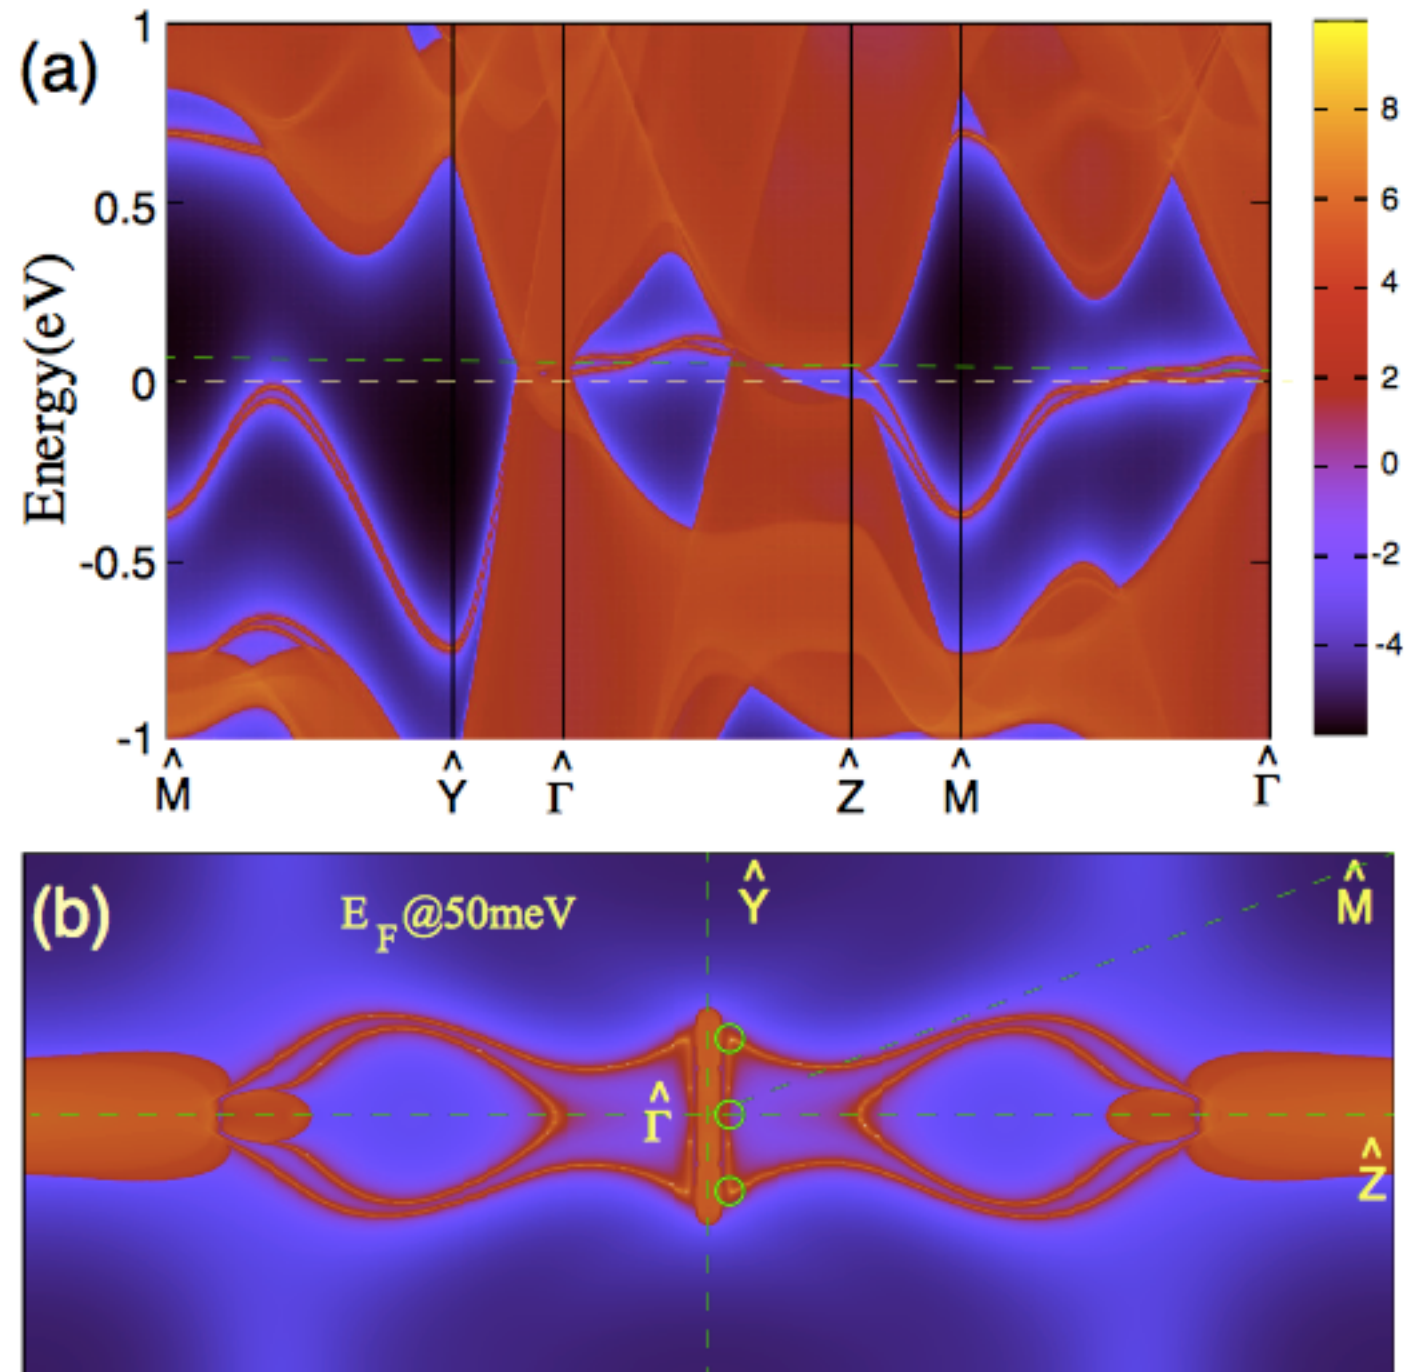 (a)
Energy(eV)
1
0.5
0
-0.5
-1
8
6
4
2
0
-2
-4
M̂ Ŷ Γ̂ Ẑ M̂ Γ̂
(b)
E_F@50meV
Ŷ
M̂
Γ̂
Ẑ